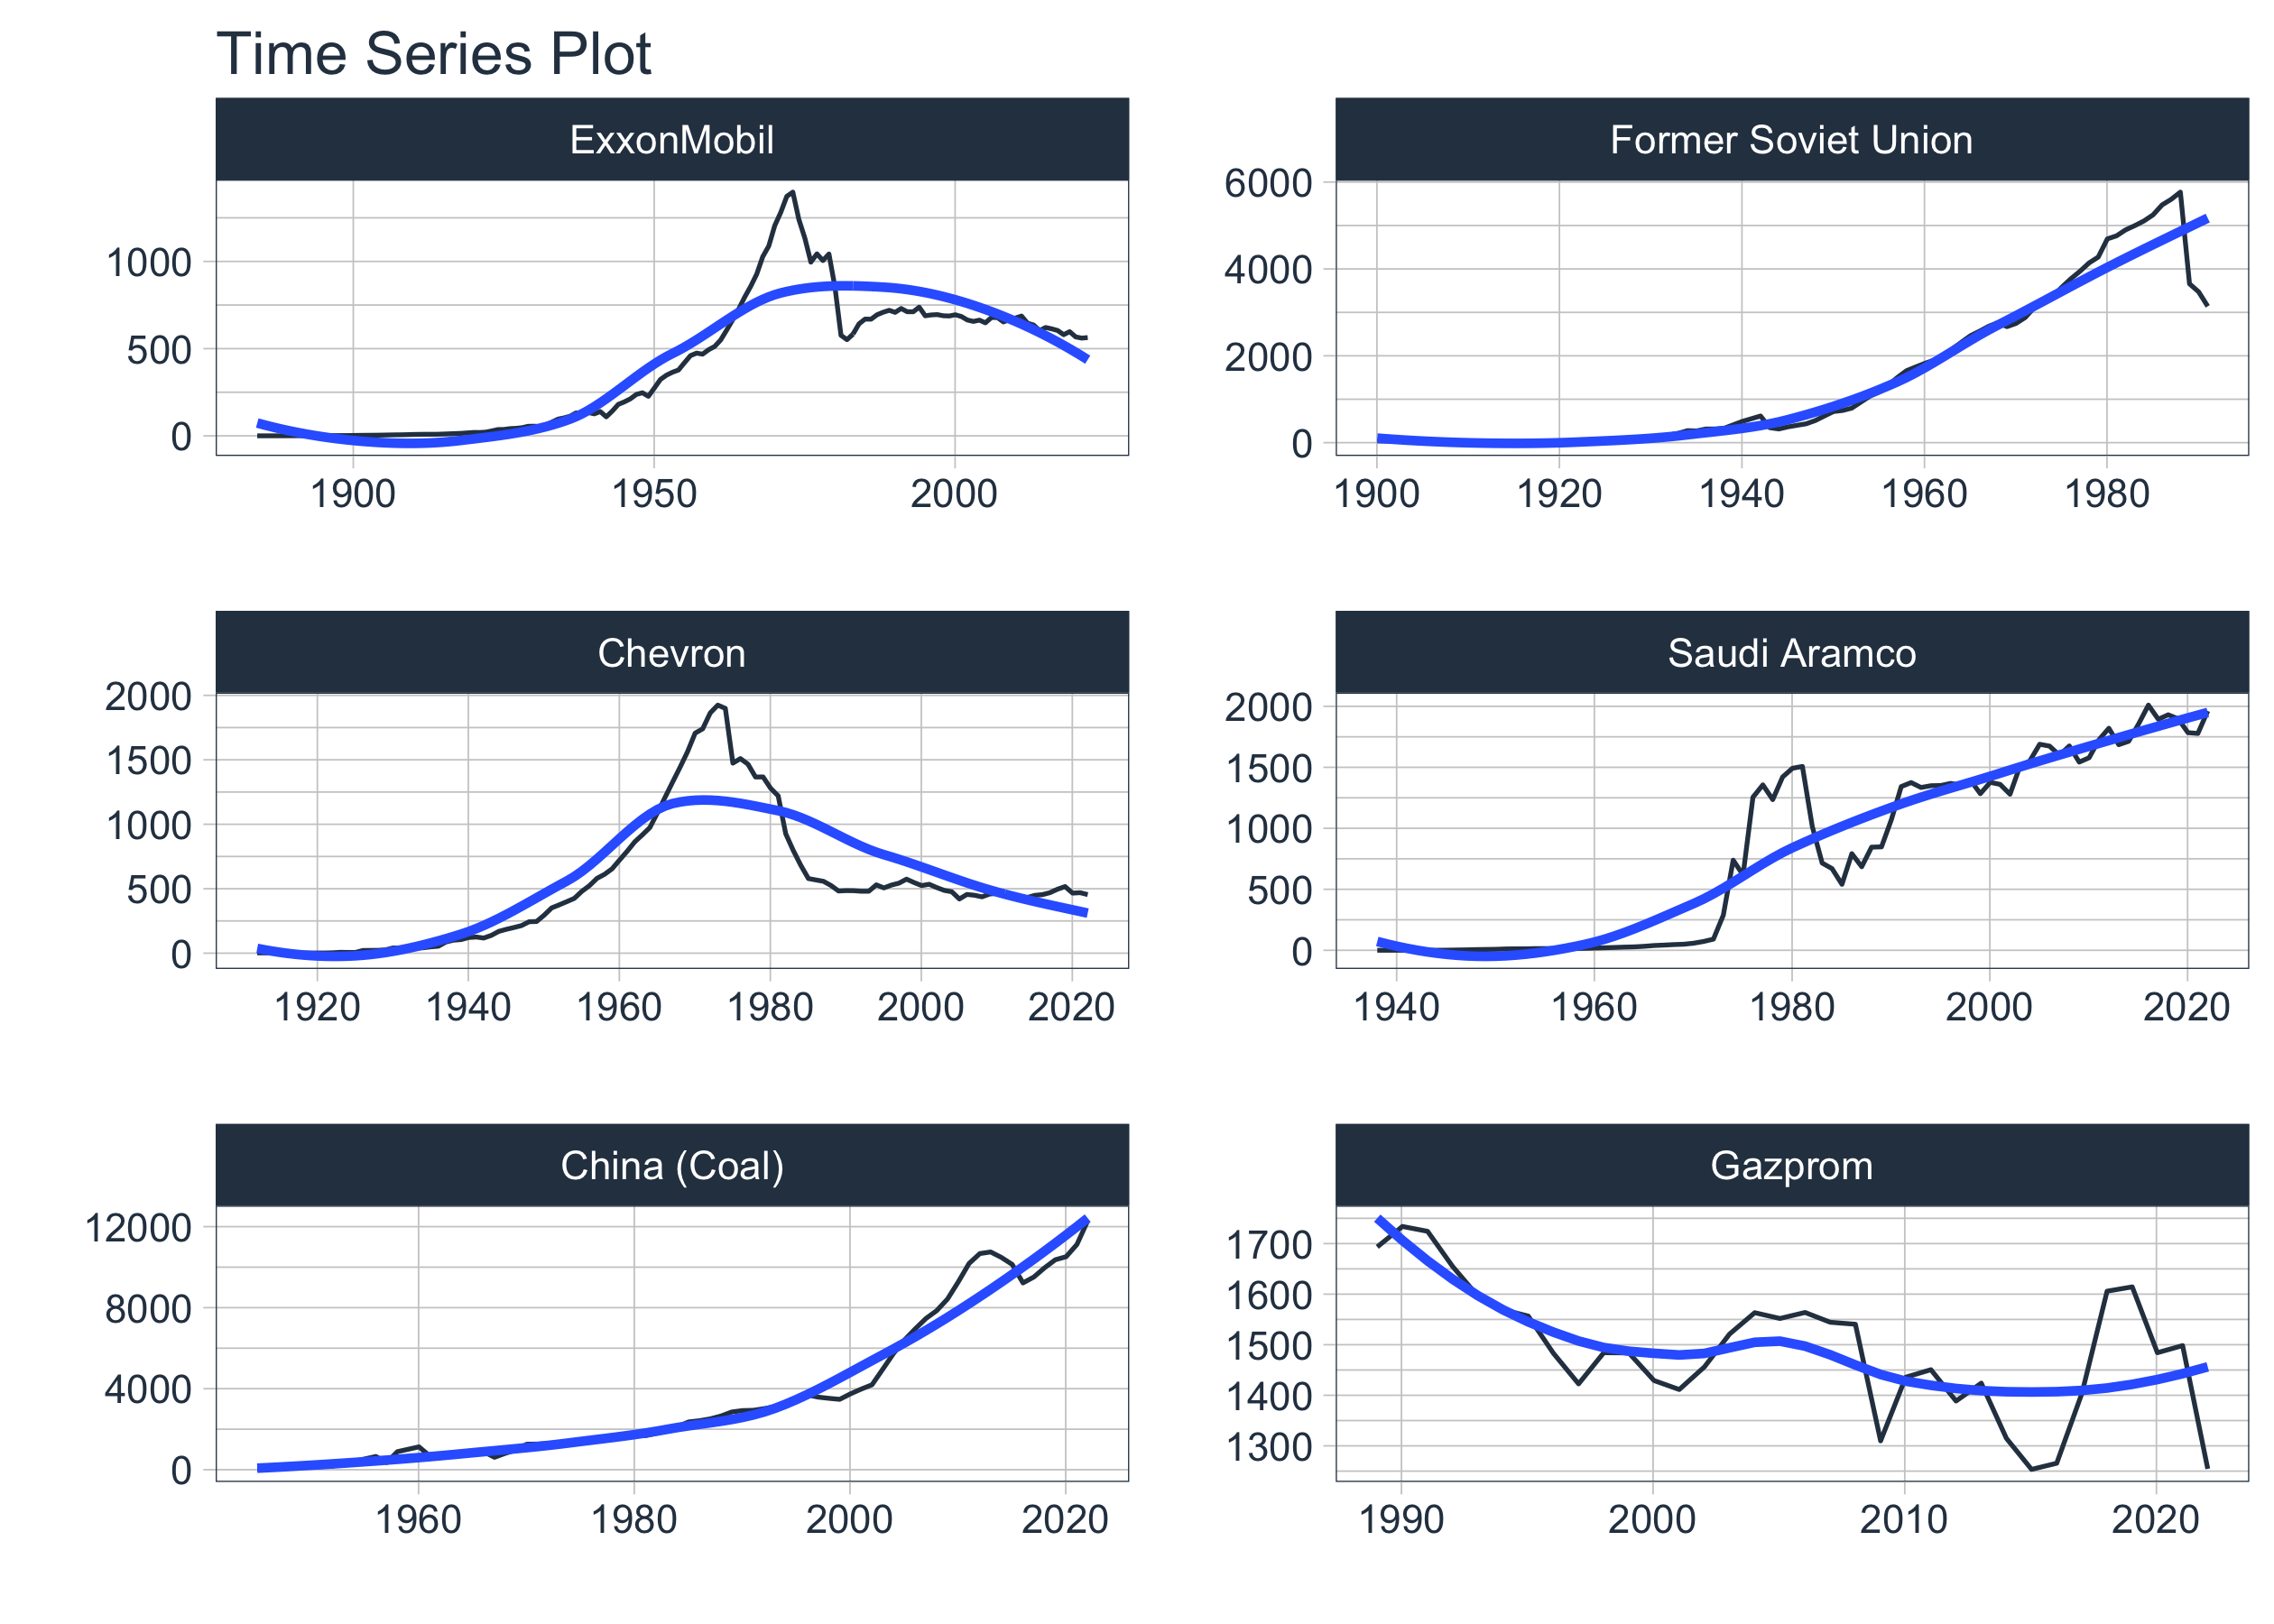 Time Series Plot
ExxonMobil
1000
500
0
1900 1950 2000
Former Soviet Union
6000
4000
2000
0
1900 1920 1940 1960 1980
Chevron
2000
1500
1000
500
0
1920 1940 1960 1980 2000 2020
Saudi Aramco
2000
1500
1000
500
0
1940 1960 1980 2000 2020
China (Coal)
12000
8000
4000
0
1960 1980 2000 2020
Gazprom
1700
1600
1500
1400
1300
1990 2000 2010 2020